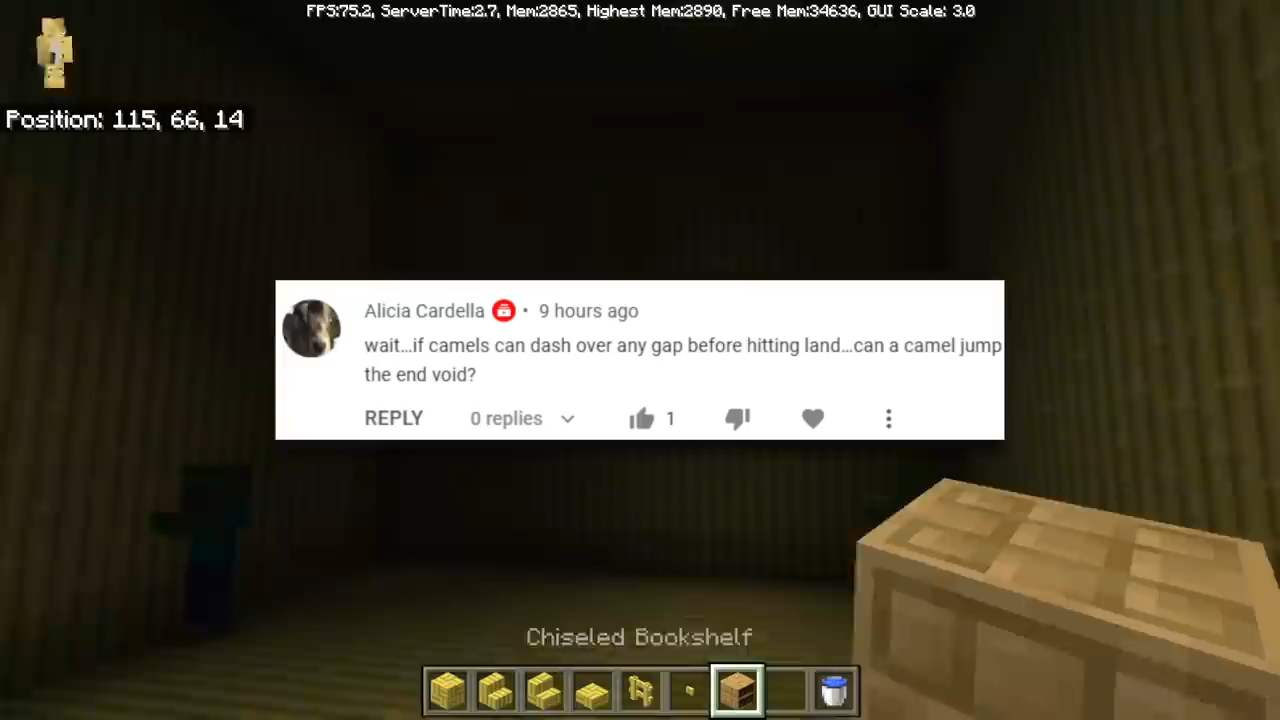 FPS:75.2, ServerTime:2.7, Mem:2865, Highest Mem:2890, Free Mem:34636, GUI Scale: 3.0
Position: 115, 66, 14
Alicia Cardella • 9 hours ago
wait...if camels can dash over any gap before hitting land...can a camel jump
the end void?
REPLY 0 replies 1
Chiseled Bookshelf